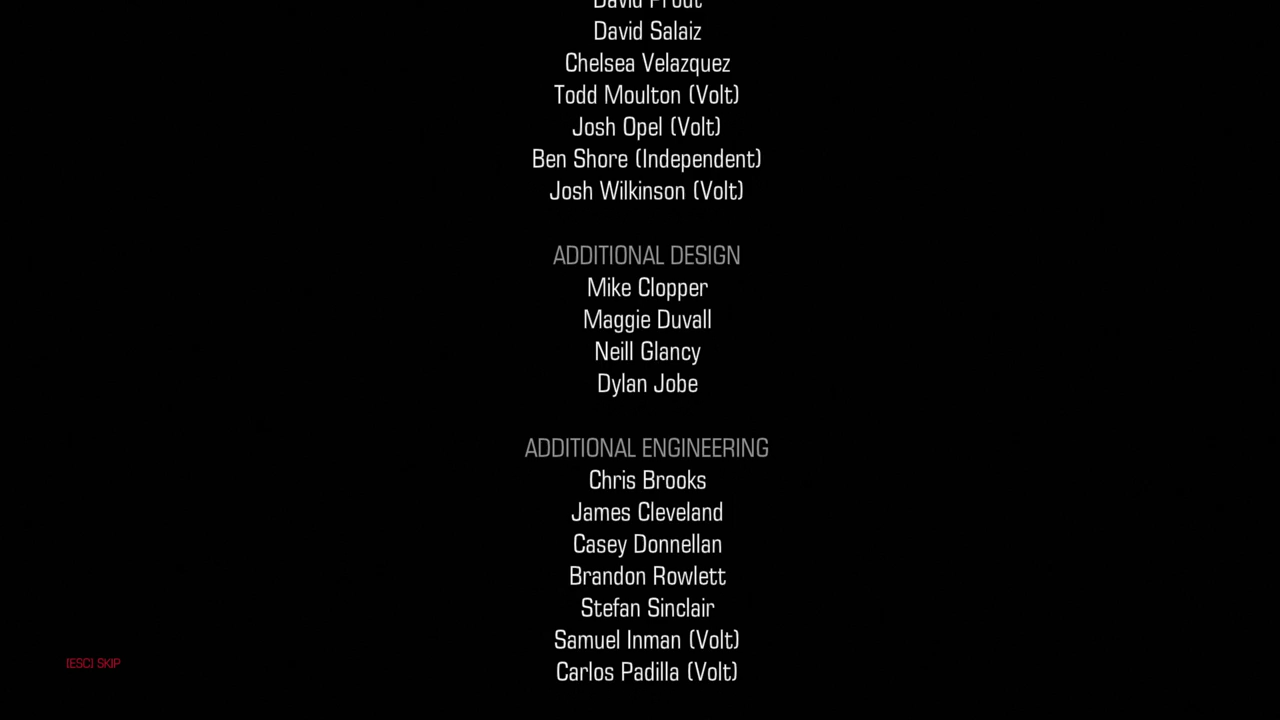 David Prout
David Salaiz
Chelsea Velazquez
Todd Moulton (Volt)
Josh Opel (Volt)
Ben Shore (Independent)
Josh Wilkinson (Volt)
ADDITIONAL DESIGN
Mike Clopper
Maggie Duvall
Neill Glancy
Dylan Jobe
ADDITIONAL ENGINEERING
Chris Brooks
James Cleveland
Casey Donnellan
Brandon Rowlett
Stefan Sinclair
Samuel Inman (Volt)
Carlos Padilla (Volt)
[ESC] SKIP